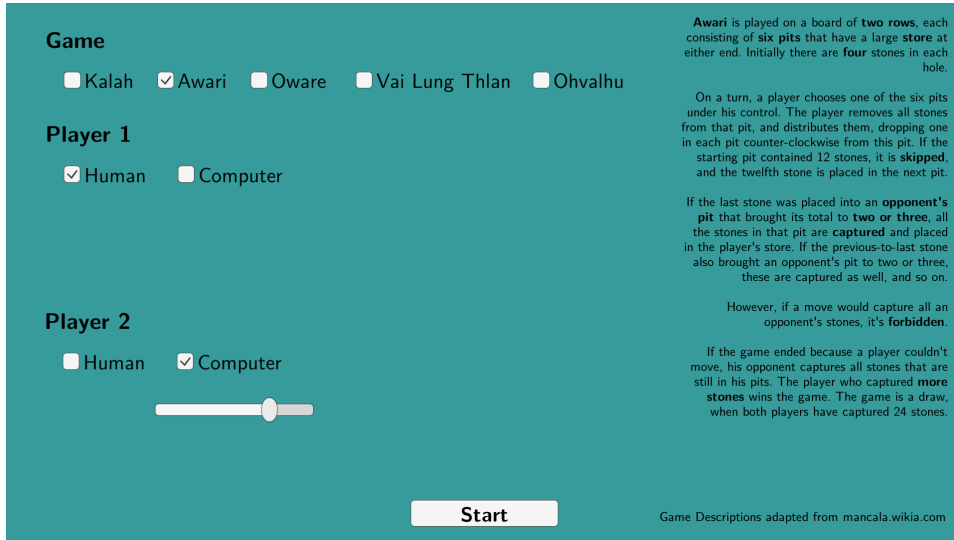 Game
Kalah Awari Oware Vai Lung Thlan Ohvalhu
Player 1
Human Computer
Player 2
Human Computer
Start
Awari is played on a board of two rows, each
consisting of six pits that have a large store at
either end. Initially there are four stones in each
hole.
On a turn, a player chooses one of the six pits
under his control. The player removes all stones
from that pit, and distributes them, dropping one
in each pit counter-clockwise from this pit. If the
starting pit contained 12 stones, it is skipped,
and the twelfth stone is placed in the next pit.
If the last stone was placed into an opponent's
pit that brought its total to two or three, all
the stones in that pit are captured and placed
in the player's store. If the previous-to-last stone
also brought an opponent's pit to two or three,
these are captured as well, and so on.
However, if a move would capture all an
opponent's stones, it's forbidden.
If the game ended because a player couldn't
move, his opponent captures all stones that are
still in his pits. The player who captured more
stones wins the game. The game is a draw,
when both players have captured 24 stones.
Game Descriptions adapted from mancala.wikia.com